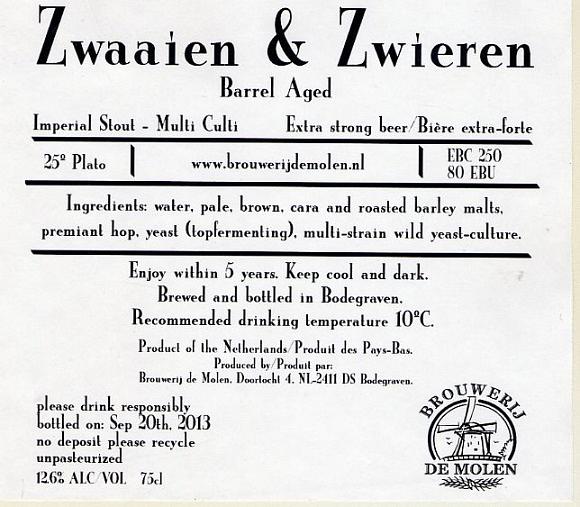 Zwaaien & Zwieren
Barrel Aged
Imperial Stout - Multi Culti Extra strong beer/Bière extra-forte
25º Plato www.brouwerijdemolen.nl EBC 250
80 EBU
Ingredients: water, pale, brown, cara and roasted barley malts,
premiant hop, yeast (topfermenting), multi-strain wild yeast-culture.
Enjoy within 5 years. Keep cool and dark.
Brewed and bottled in Bodegraven.
Recommended drinking temperature 10ºC.
Product of the Netherlands/Produit des Pays-Bas.
Produced by/Produit par:
Brouwerij de Molen. Doortocht 4. NL-2411 DS Bodegraven.
please drink responsibly
bottled on: Sep 20th, 2013
no deposit please recycle
unpasteurized
12.6% ALC/VOL 75cl
BROUWERIJ
DE MOLEN